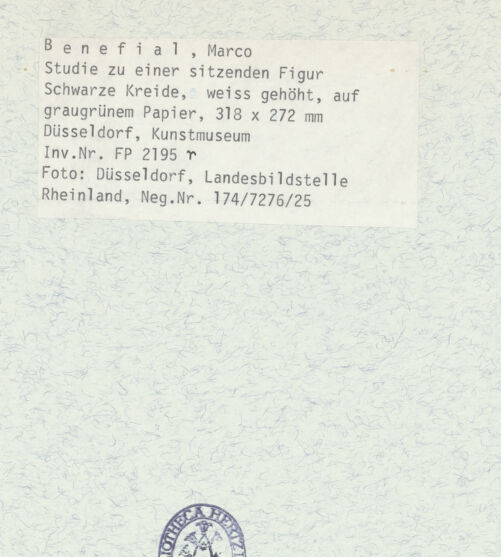 B e n e f i a l , Marco
Studie zu einer sitzenden Figur
Schwarze Kreide, weiss gehöht, auf
graugrünem Papier, 318 x 272 mm
Düsseldorf, Kunstmuseum
Inv.Nr. FP 2195 r
Foto: Düsseldorf, Landesbildstelle
Rheinland, Neg.Nr. 174/7276/25